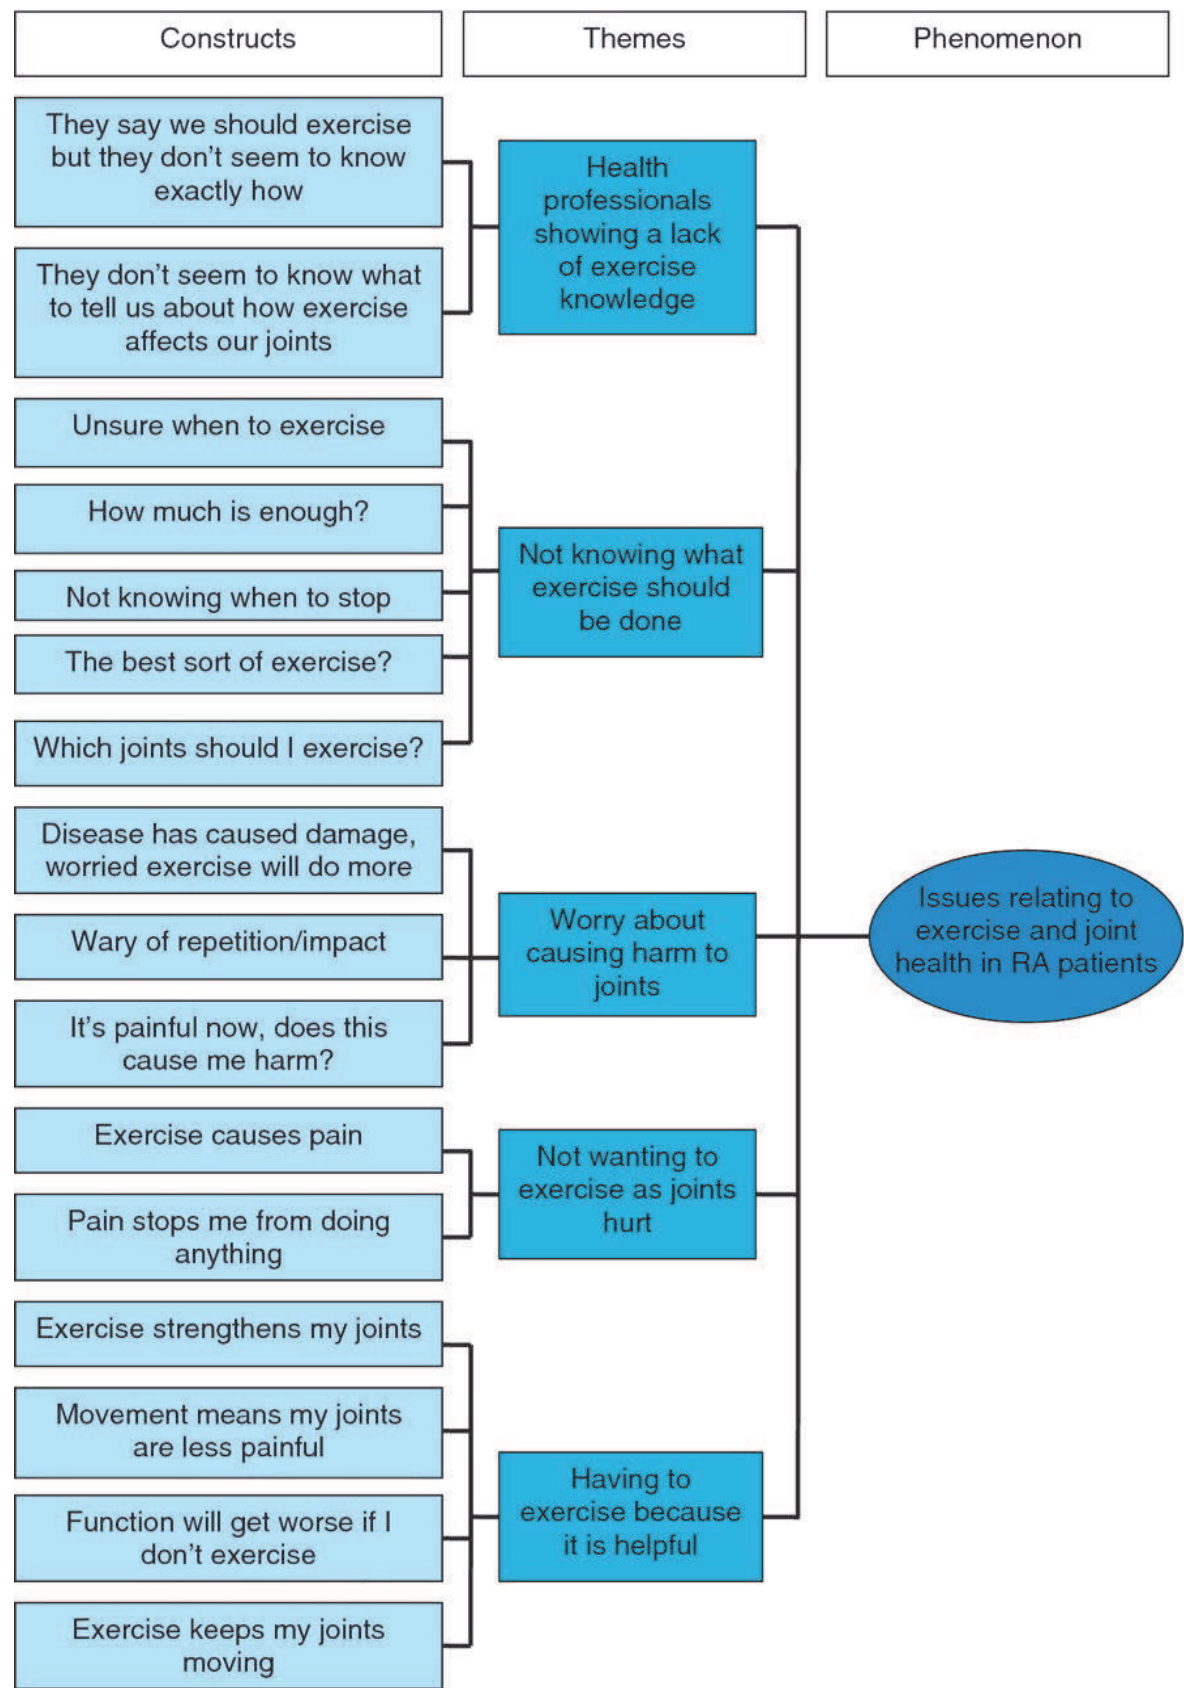 Constructs
Themes
Phenomenon
They say we should exercise
but they don't seem to know
exactly how
They don't seem to know what
to tell us about how exercise
affects our joints
Health
professionals
showing a lack
of exercise
knowledge
Unsure when to exercise
How much is enough?
Not knowing when to stop
The best sort of exercise?
Which joints should I exercise?
Not knowing what
exercise should
be done
Disease has caused damage,
worried exercise will do more
Wary of repetition/impact
It's painful now, does this
cause me harm?
Worry about
causing harm to
joints
Exercise causes pain
Pain stops me from doing
anything
Not wanting to
exercise as joints
hurt
Exercise strengthens my joints
Movement means my joints
are less painful
Function will get worse if I
don't exercise
Exercise keeps my joints
moving
Having to
exercise because
it is helpful
Issues relating to
exercise and joint
health in RA patients